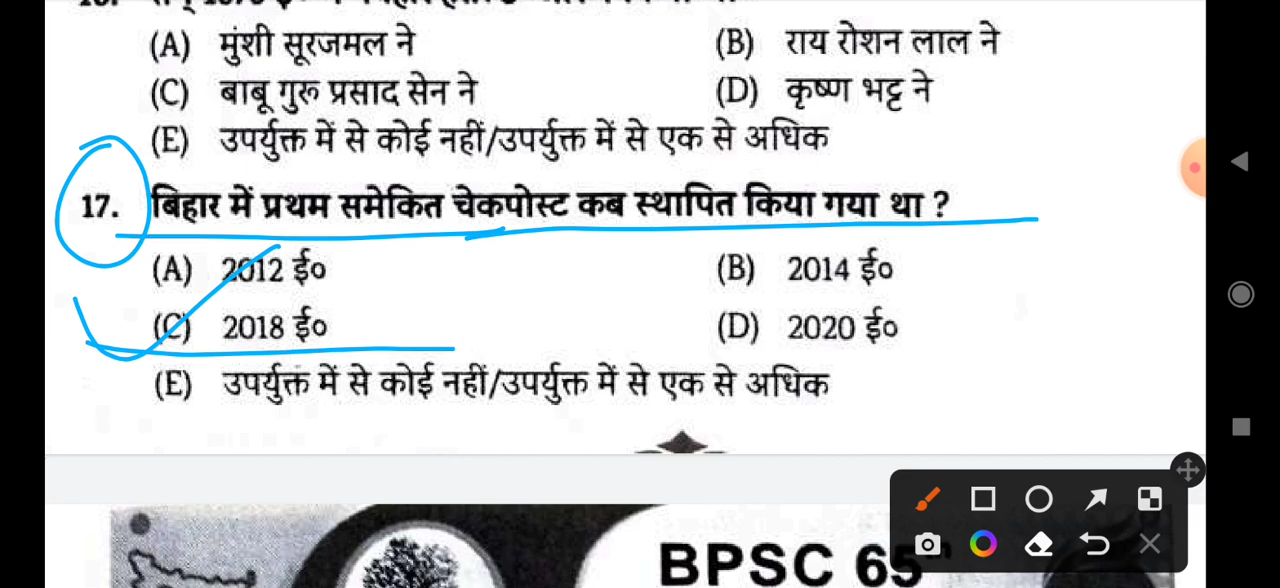 (A) मुंशी सूरजमल ने (B) राय रोशन लाल ने
(C) बाबू गुरु प्रसाद सेन ने (D) कृष्ण भट्ट ने
(E) उपर्युक्त में से कोई नहीं/उपर्युक्त में से एक से अधिक
17. बिहार में प्रथम समेकित चेकपोस्ट कब स्थापित किया गया था ?
(A) 2012 ई० (B) 2014 ई०
(C) 2018 ई० (D) 2020 ई०
(E) उपर्युक्त में से कोई नहीं/उपर्युक्त में से एक से अधिक
BPSC 65